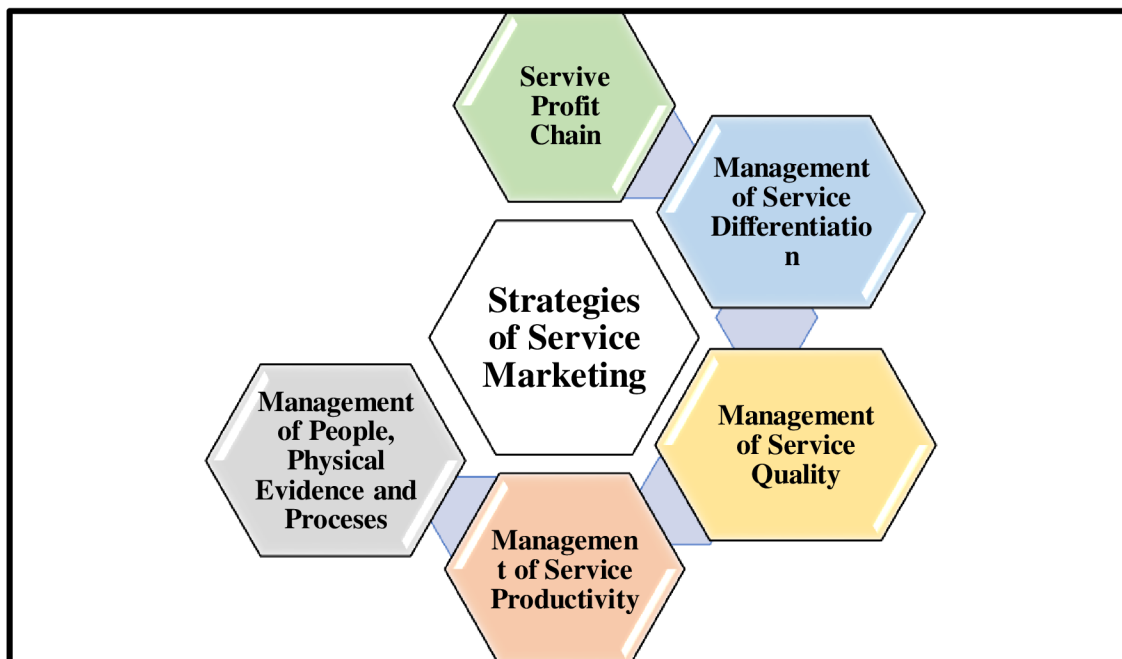 Servive
Profit
Chain
Management
of Service
Differentiatio
n
Strategies
of Service
Marketing
Management
of Service
Quality
Managemen
t of Service
Productivity
Management
of People,
Physical
Evidence and
Proceses